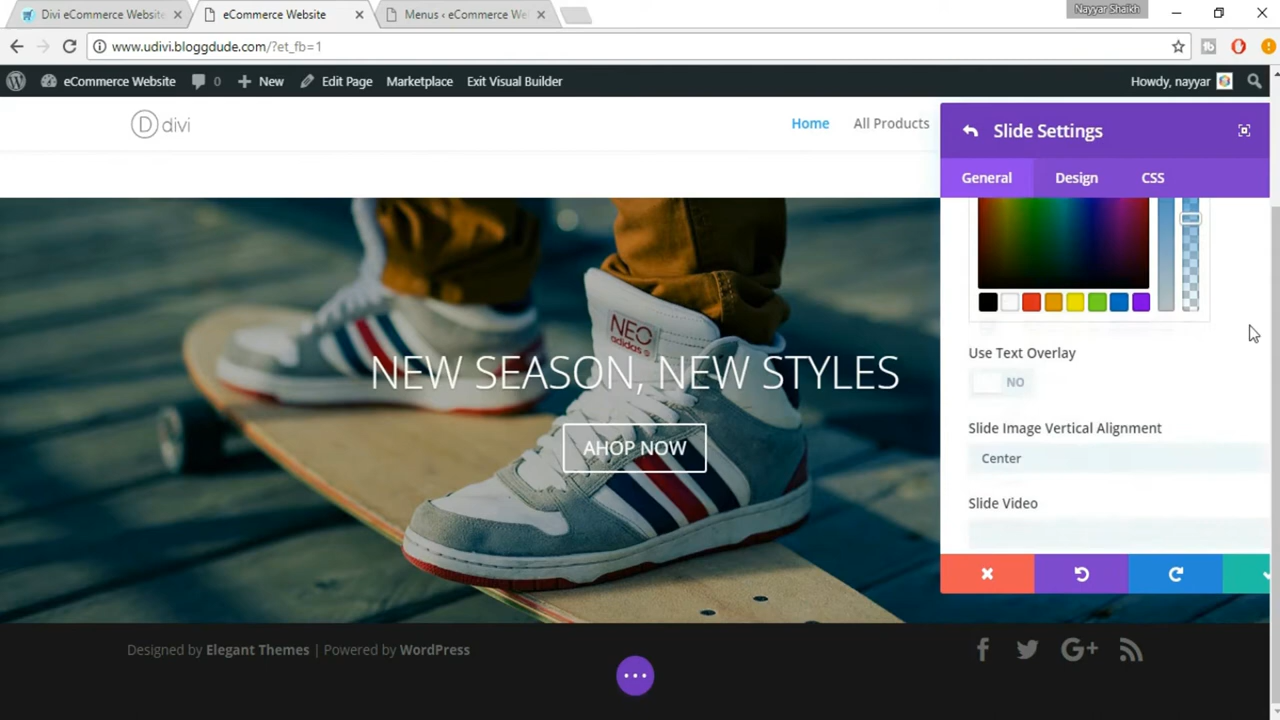 Divi eCommerce Website
eCommerce Website
Menus ‹ eCommerce We
Nayyar Shaikh
www.udivi.bloggdude.com/?et_fb=1
eCommerce Website
0
New
Edit Page
Marketplace
Exit Visual Builder
Howdy, nayyar
D divi
Home
All Products
Slide Settings
General
Design
CSS
NEO
adidas
NEW SEASON, NEW STYLES
AHOP NOW
Use Text Overlay
NO
Slide Image Vertical Alignment
Center
Slide Video
Designed by Elegant Themes | Powered by WordPress